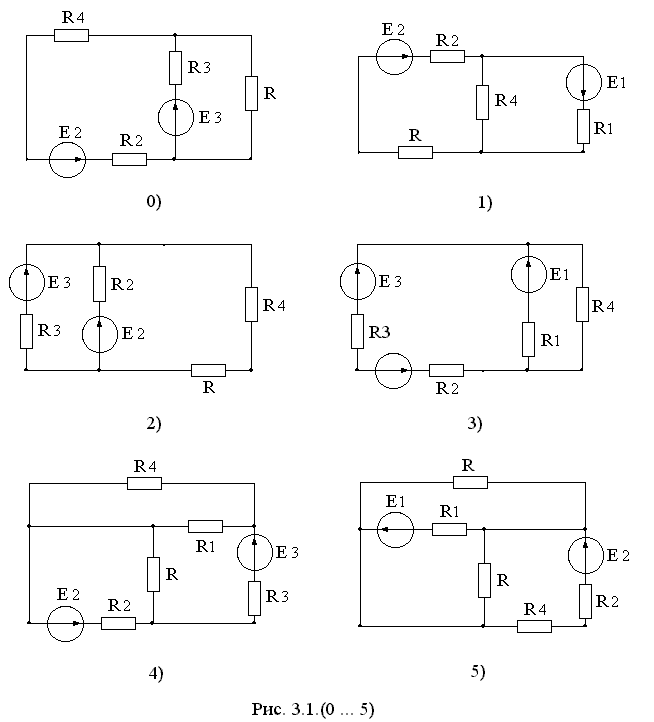 R4
R3
R
E3
E2
R2
0)
E2
R2
E1
R4
R1
R
1)
E3
R2
R4
R3
E2
R
2)
E3
E1
R4
R3
R1
R2
3)
R4
R1
E3
R
E2
R2
R3
4)
R
E1
R1
E2
R
R2
R4
5)
Рис. 3.1.(0 ... 5)